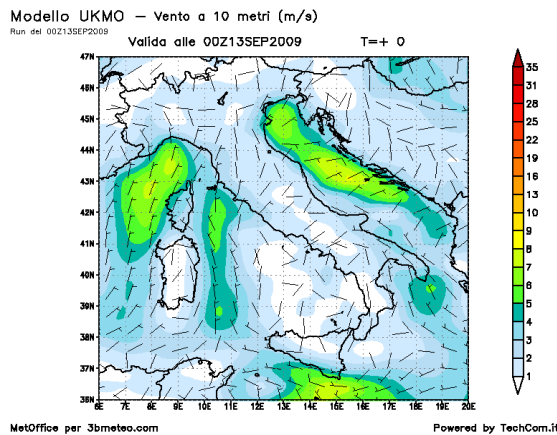 Modello UKMO – Vento a 10 metri (m/s)
Run del 00Z13SEP2009
Valida alle 00Z13SEP2009 T=+ 0
47N
46N
45N
44N
43N
42N
41N
40N
39N
38N
37N
36N
6E 7E 8E 9E 10E 11E 12E 13E 14E 15E 16E 17E 18E 19E 20E
35
31
28
25
22
19
16
13
10
9
8
7
6
5
4
3
2
1
MetOffice per 3bmeteo.com
Powered by TechCom.it